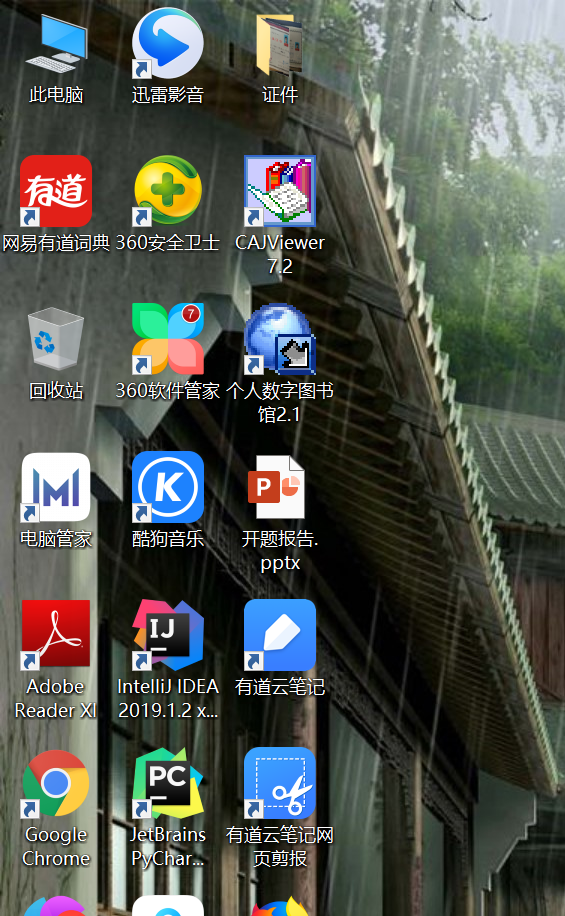 此电脑
迅雷影音
证件
有道
网易有道词典
360安全卫士
CAJViewer
7.2
回收站
7
360软件管家
个人数字图书
馆2.1
电脑管家
K
酷狗音乐
P
开题报告.
pptx
Adobe
Reader XI
IJ
IntelliJ IDEA
2019.1.2 x...
有道云笔记
Google
Chrome
PC
JetBrains
PyChar...
有道云笔记网
页剪报